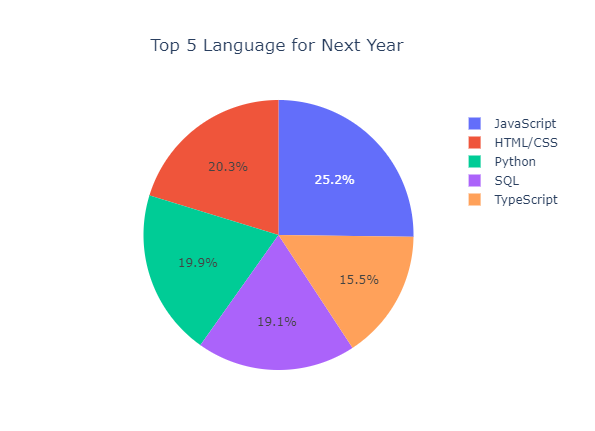 Top 5 Language for Next Year
JavaScript
HTML/CSS
Python
SQL
TypeScript
20.3%
25.2%
19.9%
15.5%
19.1%